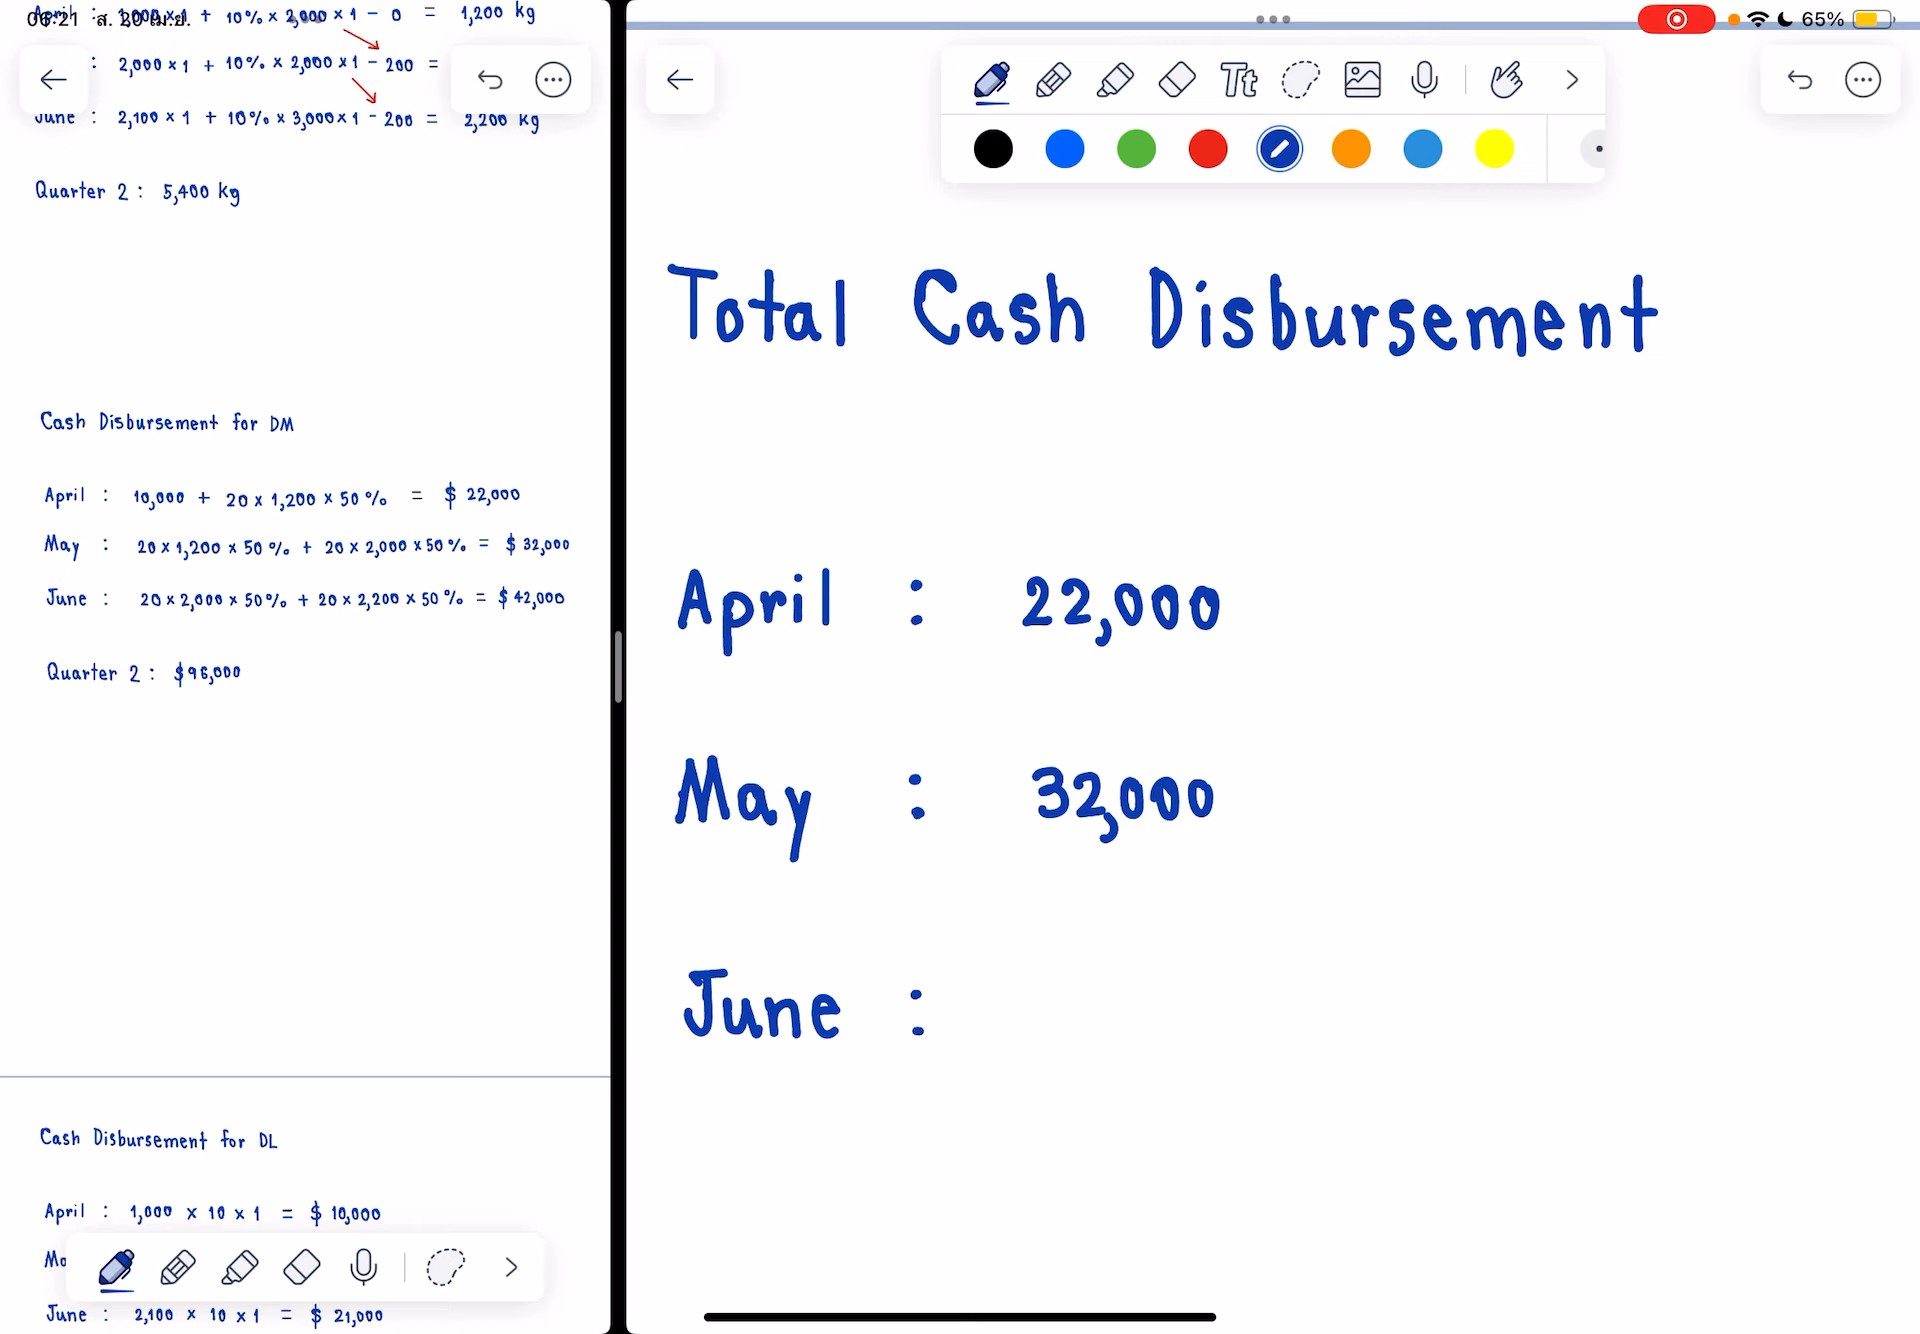 06:21 ส. 20 เม.ย.
April : 1,000 x 1 + 10% x 2,000 x 1 - 0 = 1,200 kg
: 2,000 x 1 + 10% x 2,000 x 1 - 200 =
June : 2,100 x 1 + 10% x 3,000 x 1 - 200 = 2,200 kg
Quarter 2 : 5,400 kg
Cash Disbursement for DM
April : 10,000 + 20 x 1,200 x 50% = $ 22,000
May : 20 x 1,200 x 50% + 20 x 2,000 x 50% = $ 32,000
June : 20 x 2,000 x 50% + 20 x 2,200 x 50% = $ 42,000
Quarter 2 : $96,000
Cash Disbursement for DL
April : 1,000 x 10 x 1 = $ 10,000
Ma
June : 2,100 x 10 x 1 = $ 21,000
65%
Tt
Total Cash Disbursement
April : 22,000
May : 32,000
June :